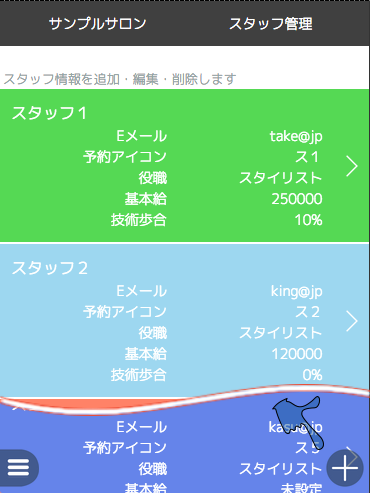 サンプルサロン スタッフ管理
スタッフ情報を追加・編集・削除します
スタッフ1
Eメール take@jp
予約アイコン ス1
役職 スタイリスト
基本給 250000
技術歩合 10%
スタッフ2
Eメール king@jp
予約アイコン ス2
役職 スタイリスト
基本給 120000
技術歩合 0%
Eメール
予約アイコン
役職 スタイリスト
基本給 未設定